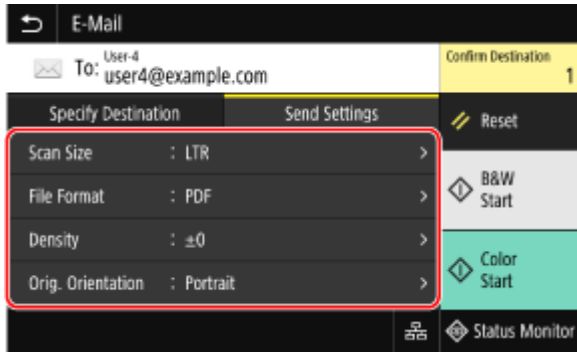 E-Mail
To: User-4
user4@example.com
Confirm Destination
1
Specify Destination
Send Settings
Reset
Scan Size : LTR
File Format : PDF
Density : ±0
Orig. Orientation : Portrait
B&W
Start
Color
Start
Status Monitor